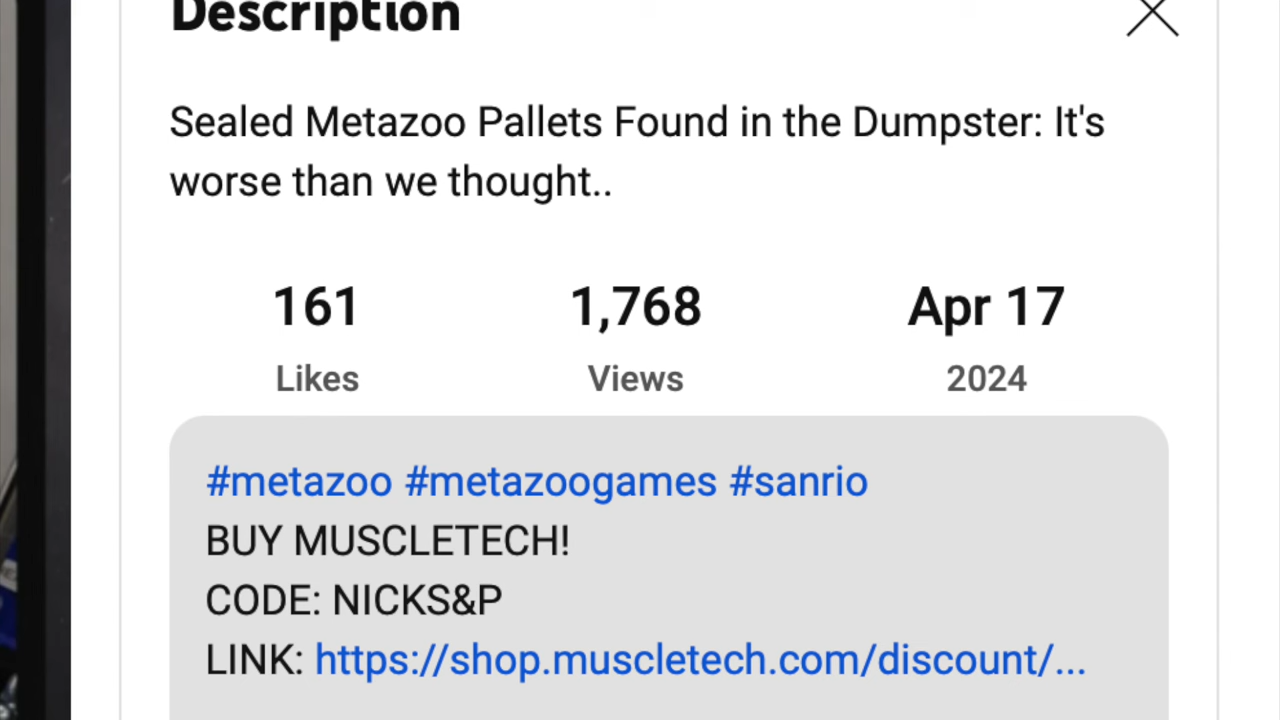 Description
Sealed Metazoo Pallets Found in the Dumpster: It's
worse than we thought..
161 1,768 Apr 17
Likes Views 2024
#metazoo #metazoogames #sanrio
BUY MUSCLETECH!
CODE: NICKS&P
LINK: https://shop.muscletech.com/discount/...